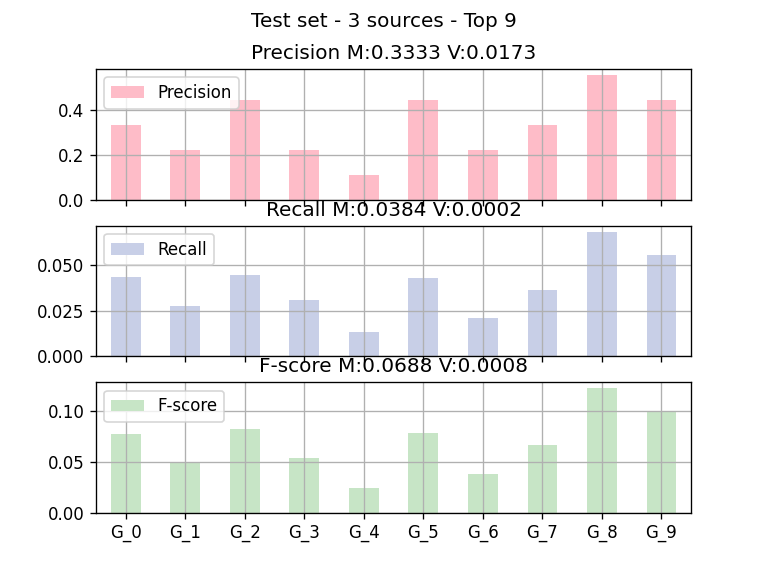 Test set - 3 sources - Top 9
Precision M:0.3333 V:0.0173
Precision
0.4
0.2
0.0
Recall M:0.0384 V:0.0002
Recall
0.050
0.025
0.000
F-score M:0.0688 V:0.0008
F-score
0.10
0.05
0.00
G_0 G_1 G_2 G_3 G_4 G_5 G_6 G_7 G_8 G_9